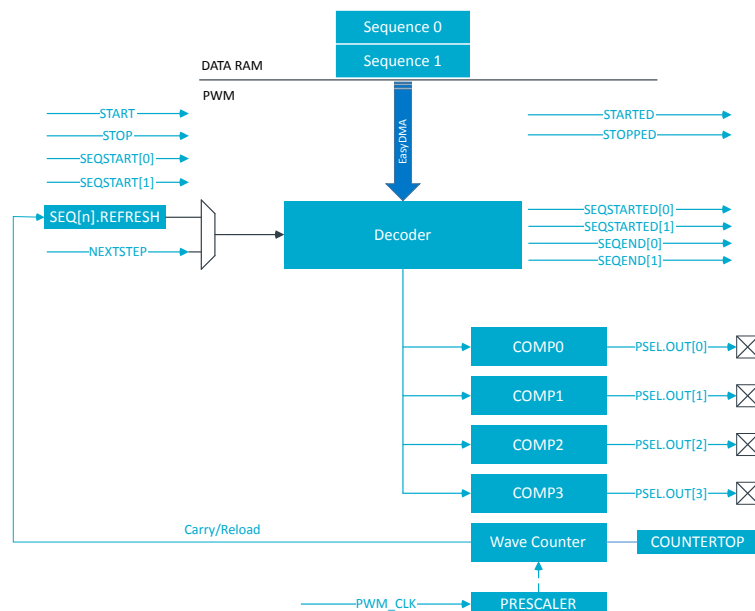 Sequence 0
Sequence 1
DATA RAM
PWM
START
STOP
SEQSTART[0]
SEQSTART[1]
EasyDMA
STARTED
STOPPED
SEQ[n].REFRESH
NEXTSTEP
Decoder
SEQSTARTED[0]
SEQSTARTED[1]
SEQEND[0]
SEQEND[1]
COMP0
PSEL.OUT[0]
COMP1
PSEL.OUT[1]
COMP2
PSEL.OUT[2]
COMP3
PSEL.OUT[3]
Carry/Reload
Wave Counter
COUNTERTOP
PWM_CLK
PRESCALER